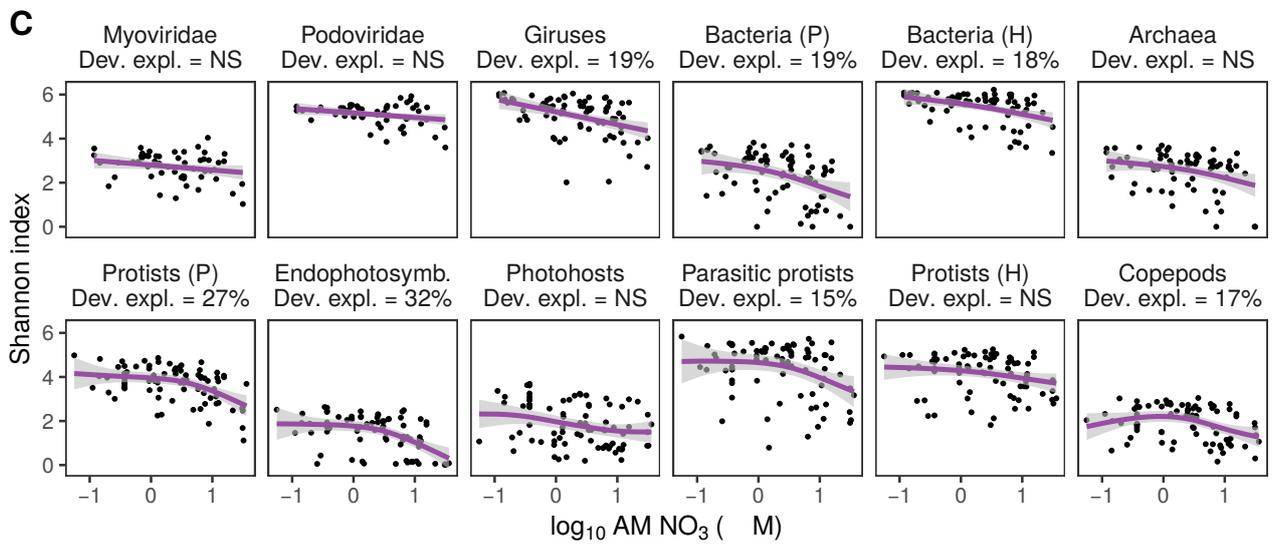 C
Myoviridae Podoviridae Giruses Bacteria (P) Bacteria (H) Archaea
Dev. expl. = NS Dev. expl. = NS Dev. expl. = 19% Dev. expl. = 19% Dev. expl. = 18% Dev. expl. = NS
6
4
2
0
Shannon index
Protists (P) Endophotosymb. Photohosts Parasitic protists Protists (H) Copepods
Dev. expl. = 27% Dev. expl. = 32% Dev. expl. = NS Dev. expl. = 15% Dev. expl. = NS Dev. expl. = 17%
6
4
2
0
−1 0 1 −1 0 1 −1 0 1 −1 0 1 −1 0 1 −1 0 1
log₁₀ AM NO₃ ( M)